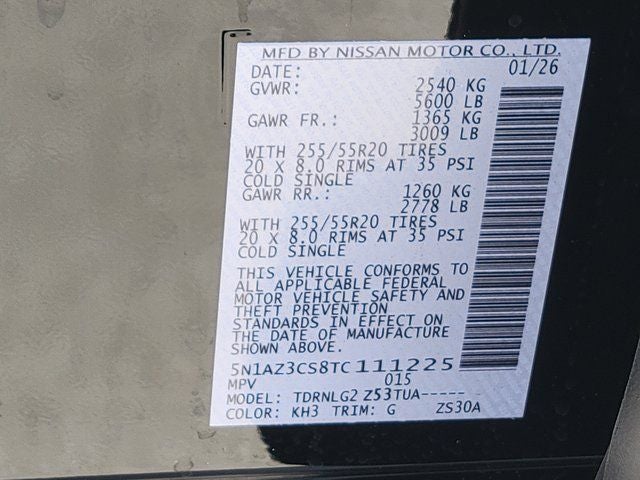 MFD BY NISSAN MOTOR CO., LTD.
DATE: 01/26
GVWR: 2540 KG
5600 LB
GAWR FR.: 1365 KG
3009 LB
WITH 255/55R20 TIRES
20 X 8.0 RIMS AT 35 PSI
COLD SINGLE
GAWR RR.: 1260 KG
2778 LB
WITH 255/55R20 TIRES
20 X 8.0 RIMS AT 35 PSI
COLD SINGLE
THIS VEHICLE CONFORMS TO
ALL APPLICABLE FEDERAL
MOTOR VEHICLE SAFETY AND
THEFT PREVENTION
STANDARDS IN EFFECT ON
THE DATE OF MANUFACTURE
SHOWN ABOVE.
5N1AZ3CS8TC111225
MPV 015
MODEL: TDRNLG2 Z53TUA-----
COLOR: KH3 TRIM: G ZS30A